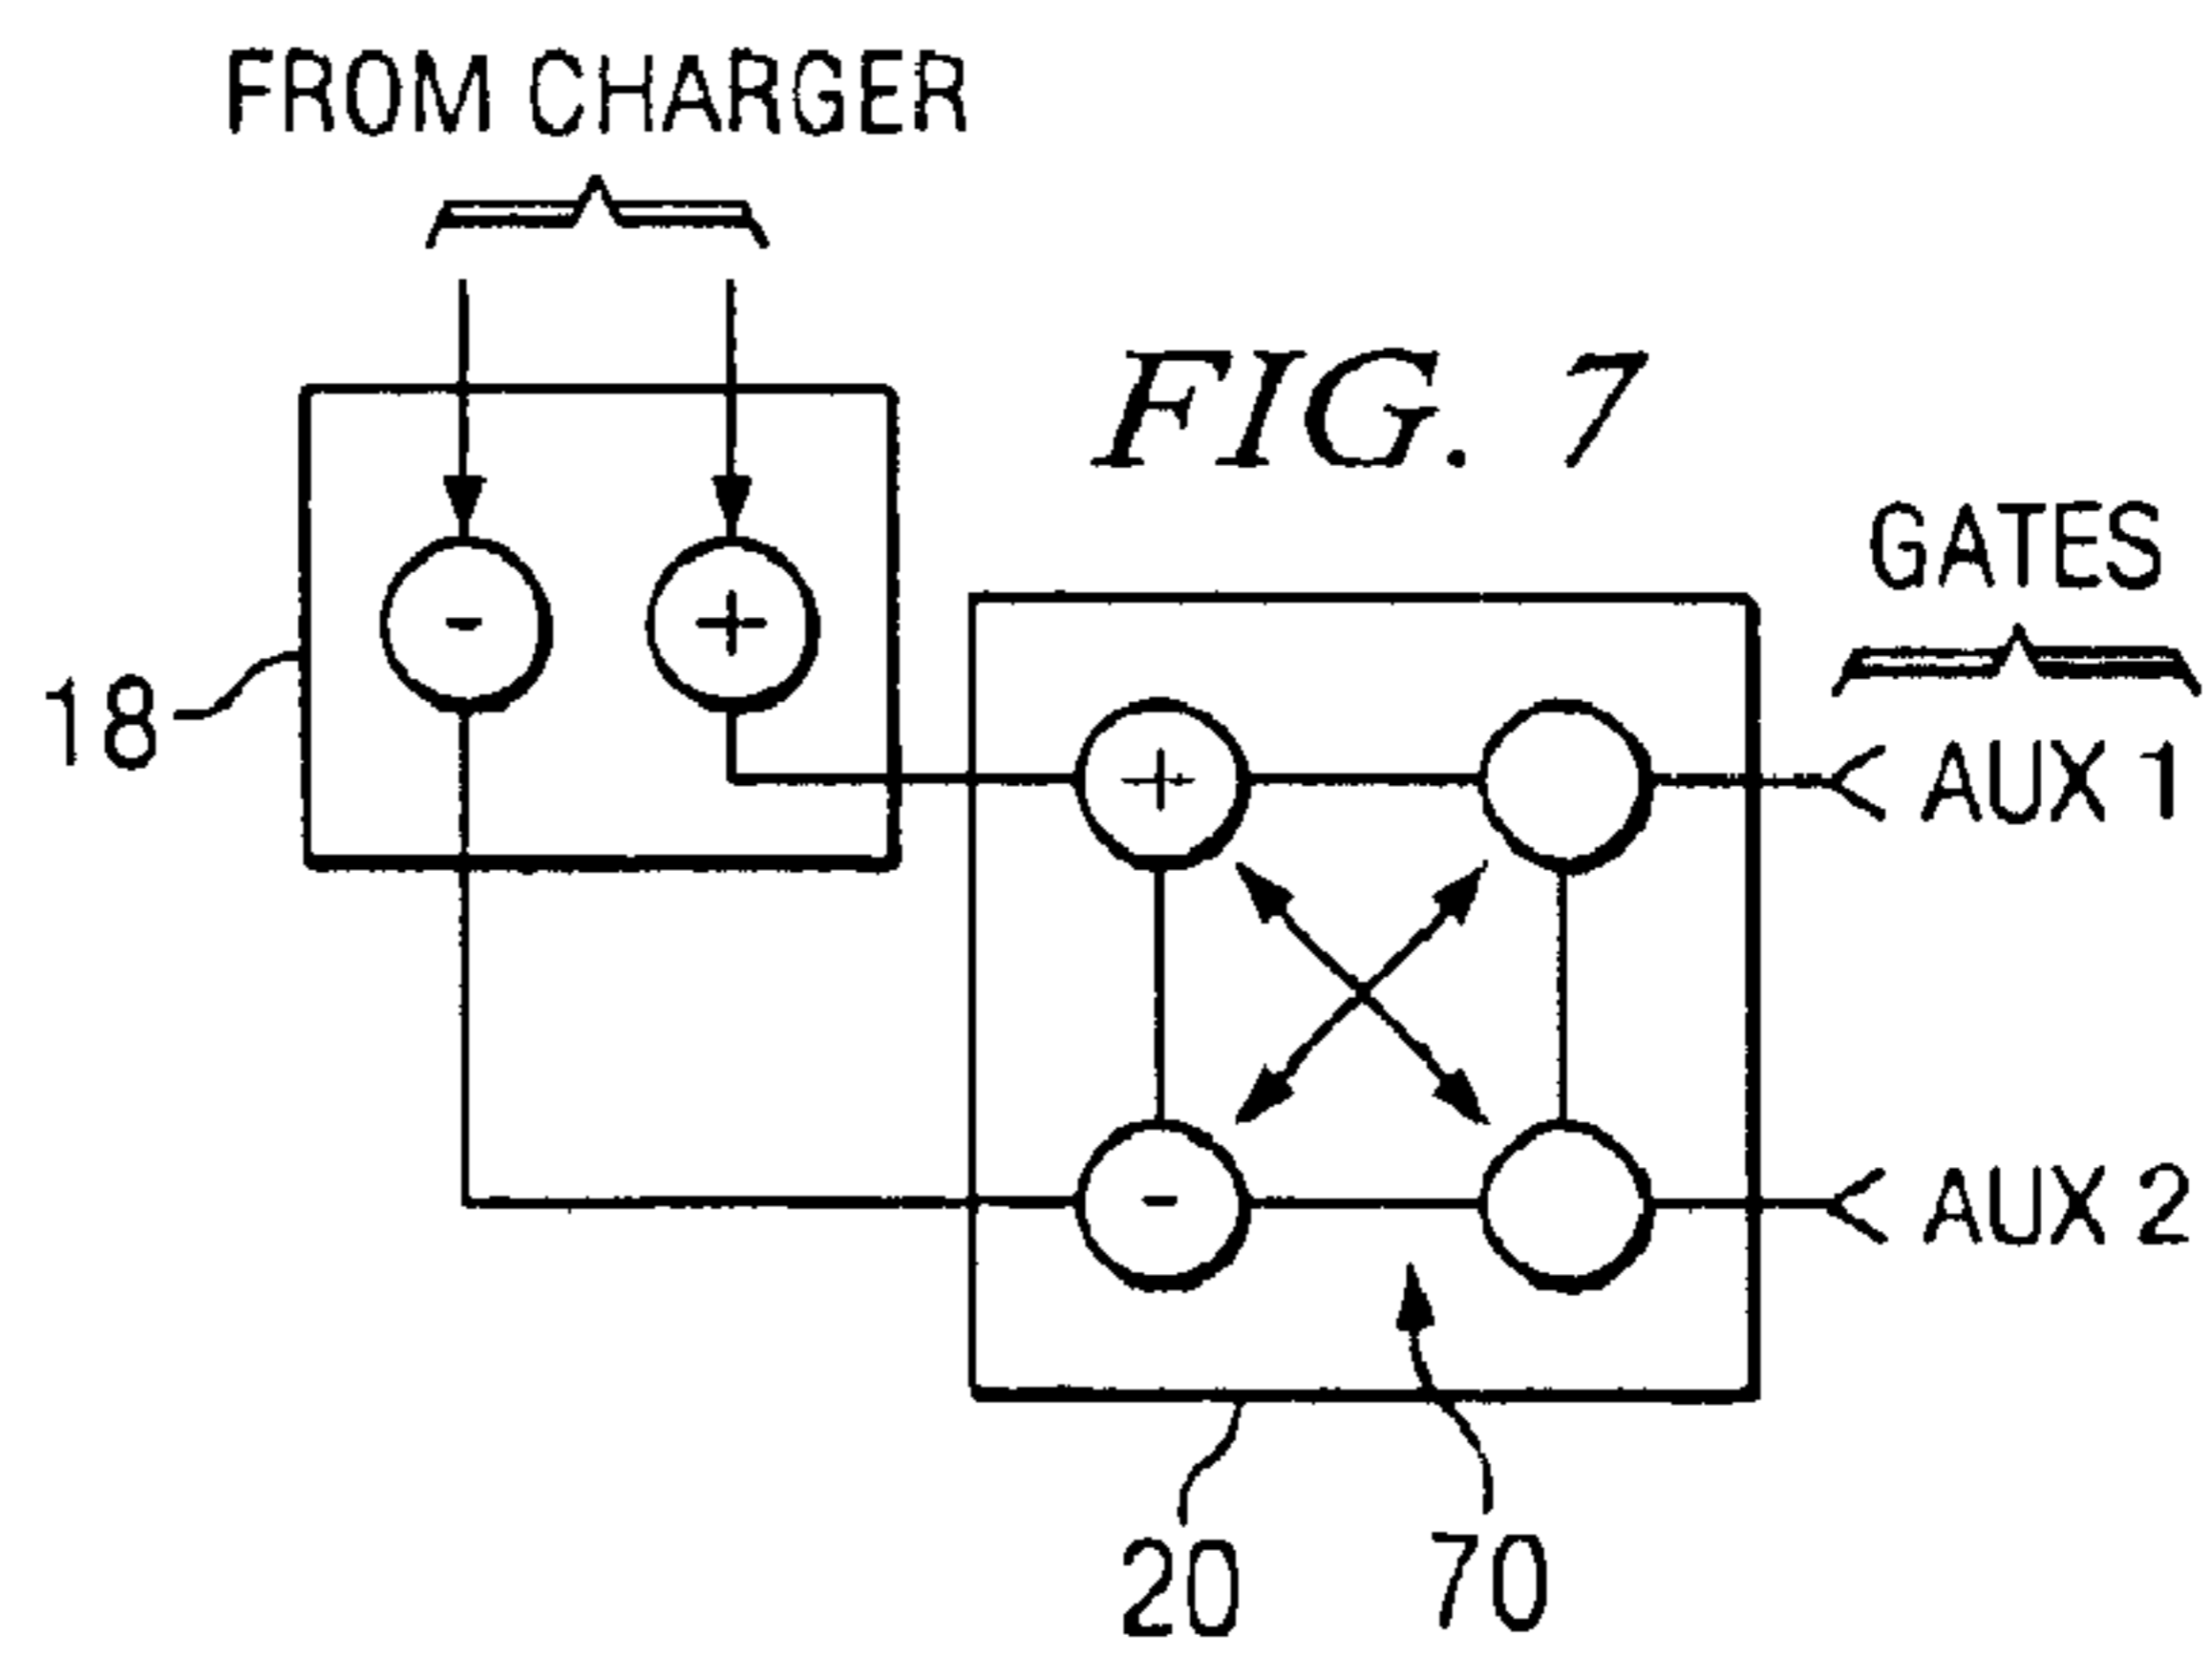 FROM CHARGER
FIG. 7
GATES
- +
18
+
AUX 1
-
AUX 2
20
70